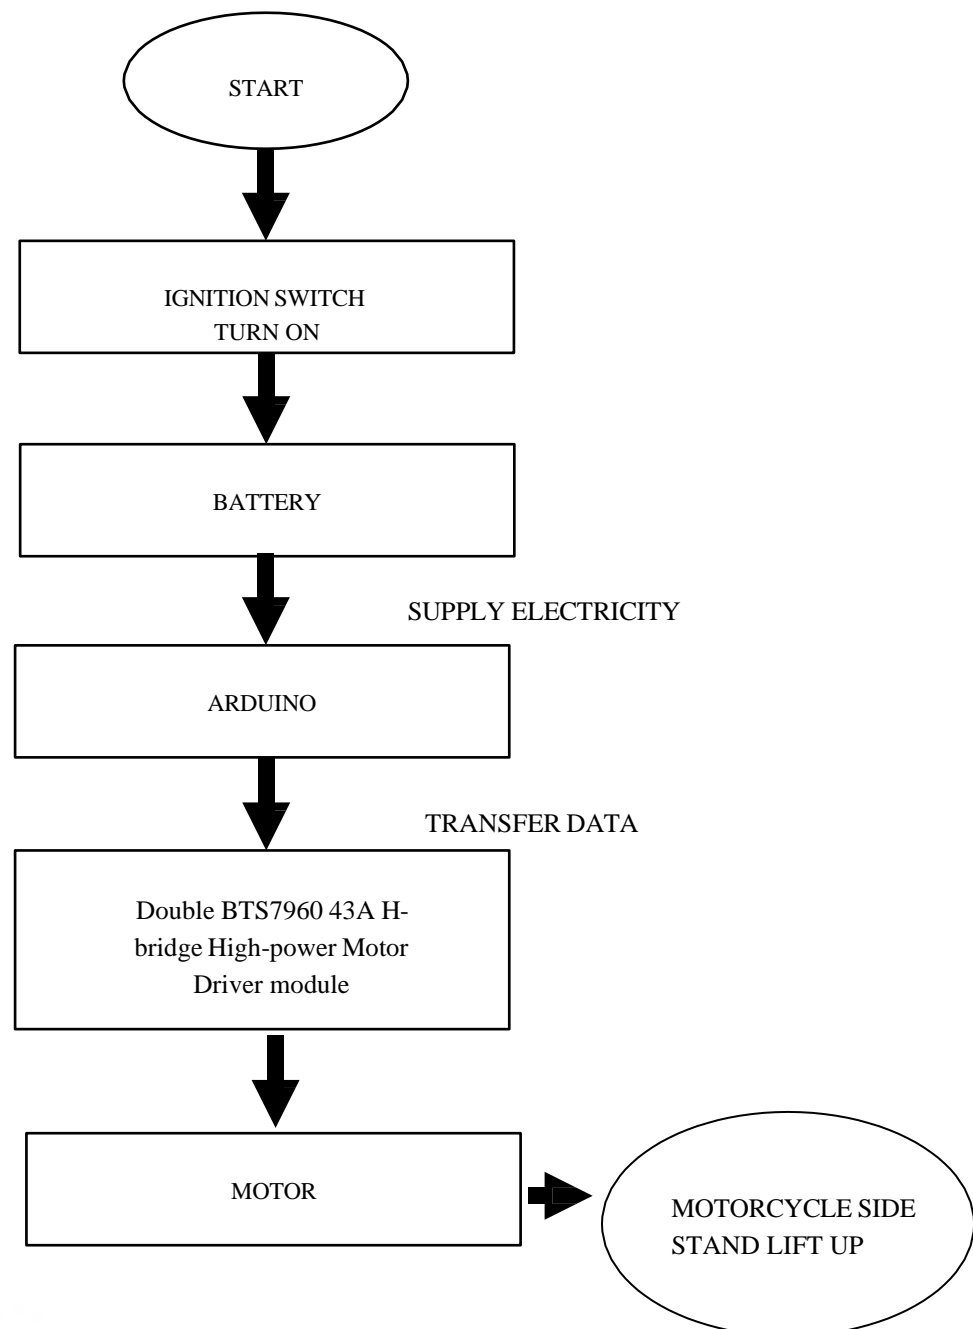 START
IGNITION SWITCH
TURN ON
BATTERY
SUPPLY ELECTRICITY
ARDUINO
TRANSFER DATA
Double BTS7960 43A H-
bridge High-power Motor
Driver module
MOTOR
MOTORCYCLE SIDE
STAND LIFT UP